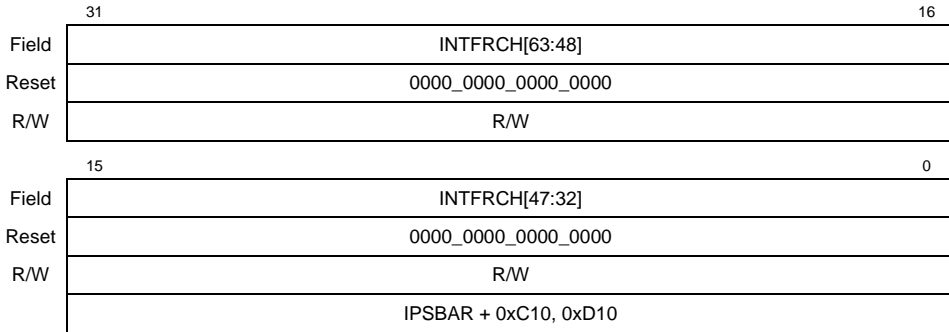 31 16
Field INTFRCH[63:48]
Reset 0000_0000_0000_0000
R/W R/W
15 0
Field INTFRCH[47:32]
Reset 0000_0000_0000_0000
R/W R/W
IPSBAR + 0xC10, 0xD10